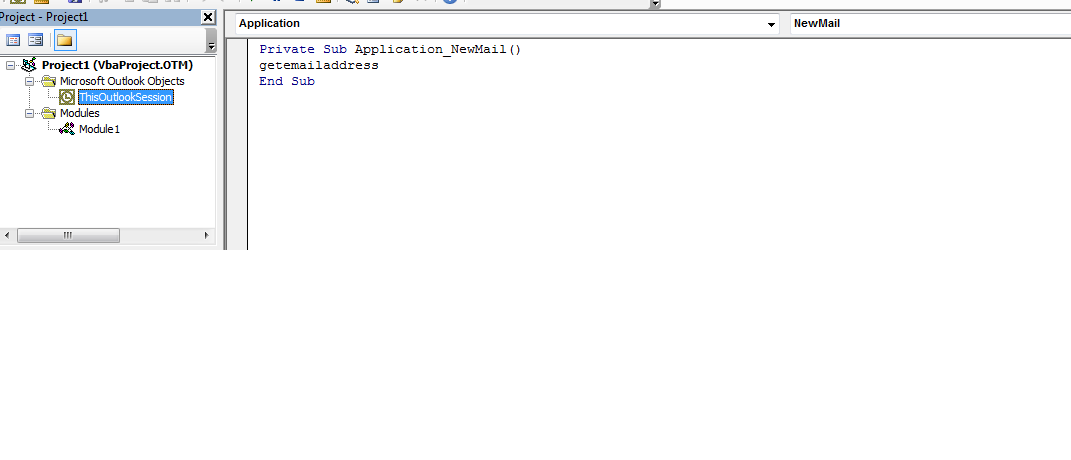 Project - Project1
Project1 (VbaProject.OTM)
Microsoft Outlook Objects
ThisOutlookSession
Modules
Module1
Application
NewMail
Private Sub Application_NewMail()
getemailaddress
End Sub